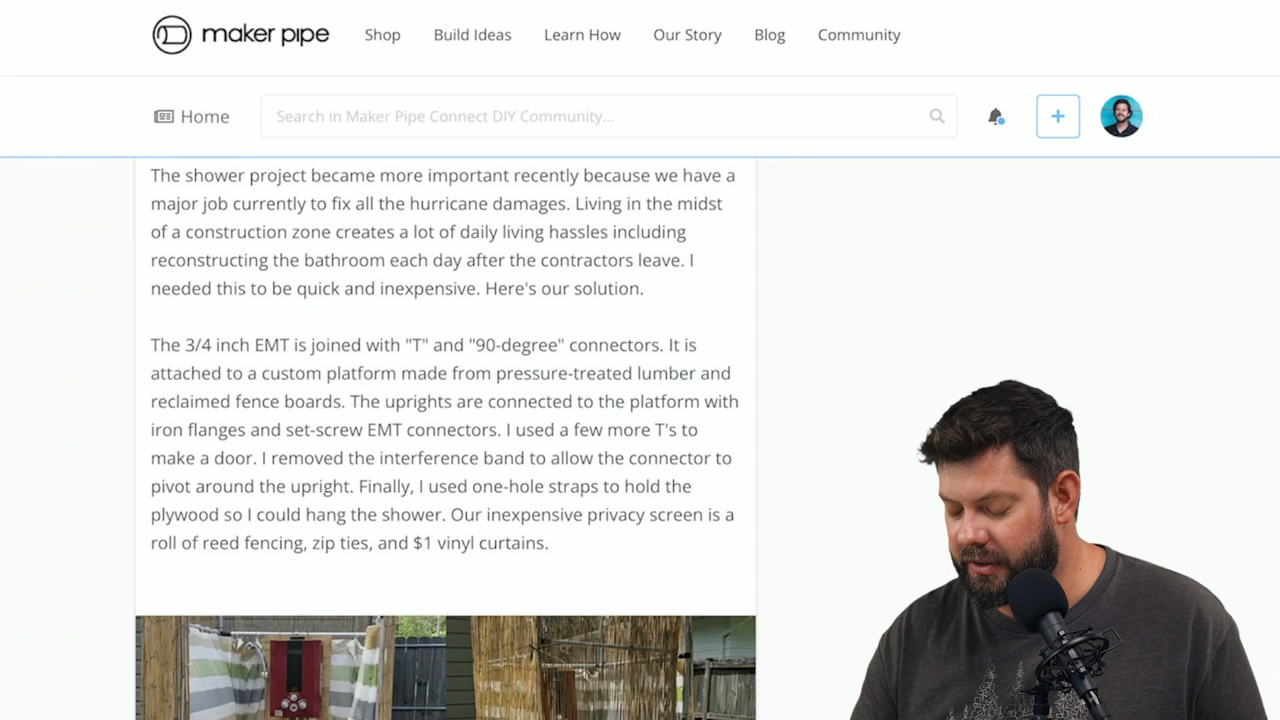 maker pipe Shop Build Ideas Learn How Our Story Blog Community
Home Search in Maker Pipe Connect DIY Community... +
The shower project became more important recently because we have a
major job currently to fix all the hurricane damages. Living in the midst
of a construction zone creates a lot of daily living hassles including
reconstructing the bathroom each day after the contractors leave. I
needed this to be quick and inexpensive. Here's our solution.
The 3/4 inch EMT is joined with "T" and "90-degree" connectors. It is
attached to a custom platform made from pressure-treated lumber and
reclaimed fence boards. The uprights are connected to the platform with
iron flanges and set-screw EMT connectors. I used a few more T's to
make a door. I removed the interference band to allow the connector to
pivot around the upright. Finally, I used one-hole straps to hold the
plywood so I could hang the shower. Our inexpensive privacy screen is a
roll of reed fencing, zip ties, and $1 vinyl curtains.